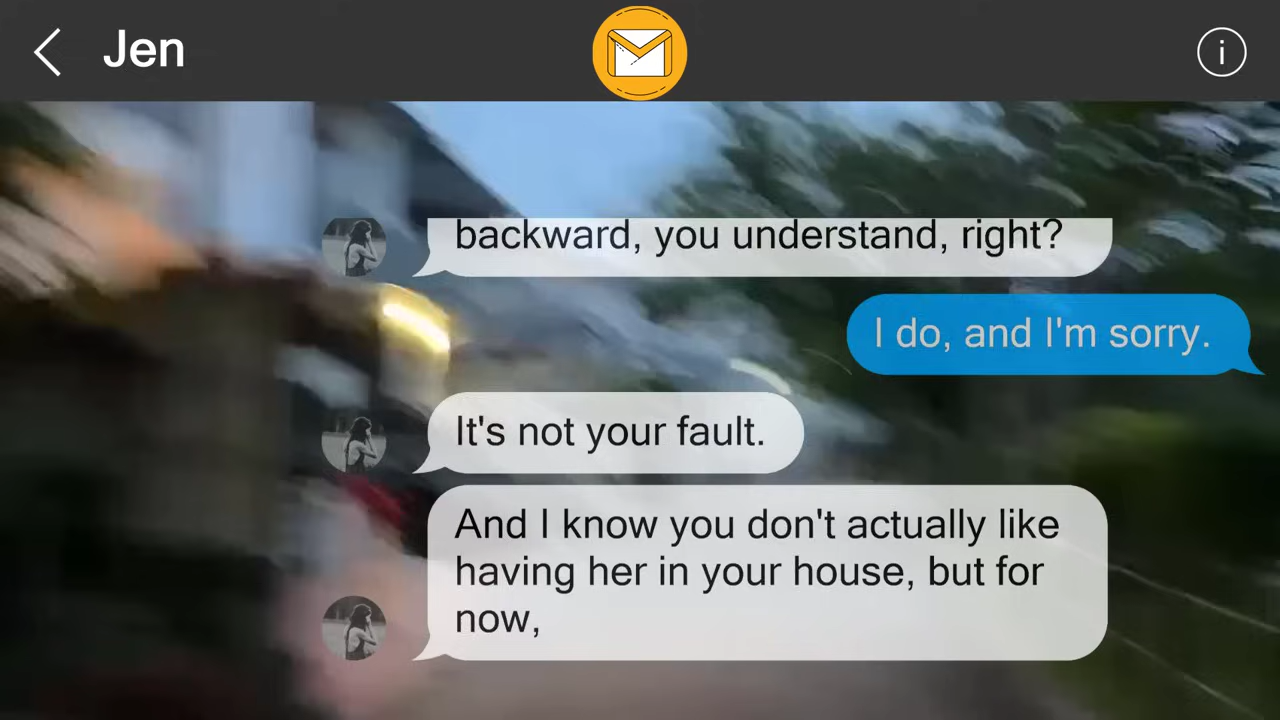 Jen
i
backward, you understand, right?
I do, and I'm sorry.
It's not your fault.
And I know you don't actually like
having her in your house, but for
now,